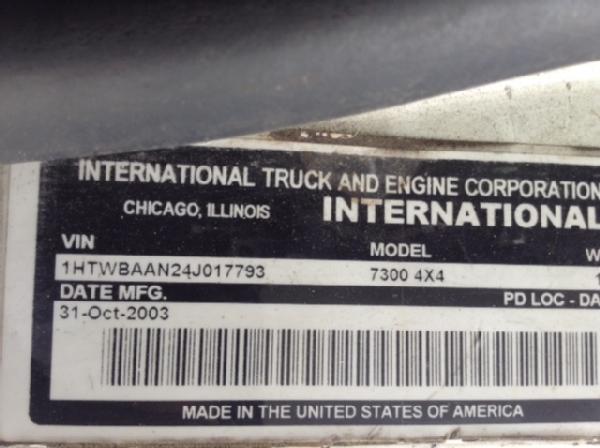 INTERNATIONAL TRUCK AND ENGINE CORPORATION
CHICAGO, ILLINOIS INTERNATIONAL
VIN MODEL W
1HTWBAAN24J017793 7300 4X4 1
DATE MFG. PD LOC - DA
31-Oct-2003
MADE IN THE UNITED STATES OF AMERICA